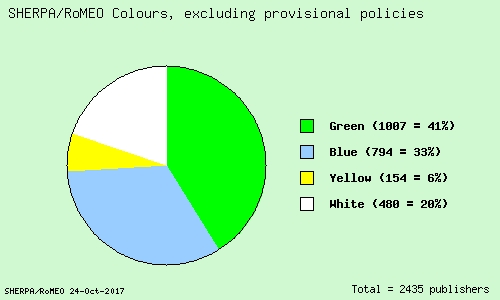 SHERPA/RoMEO Colours, excluding provisional policies
Green (1007 = 41%)
Blue (794 = 33%)
Yellow (154 = 6%)
White (480 = 20%)
SHERPA/RoMEO 24-Oct-2017
Total = 2435 publishers